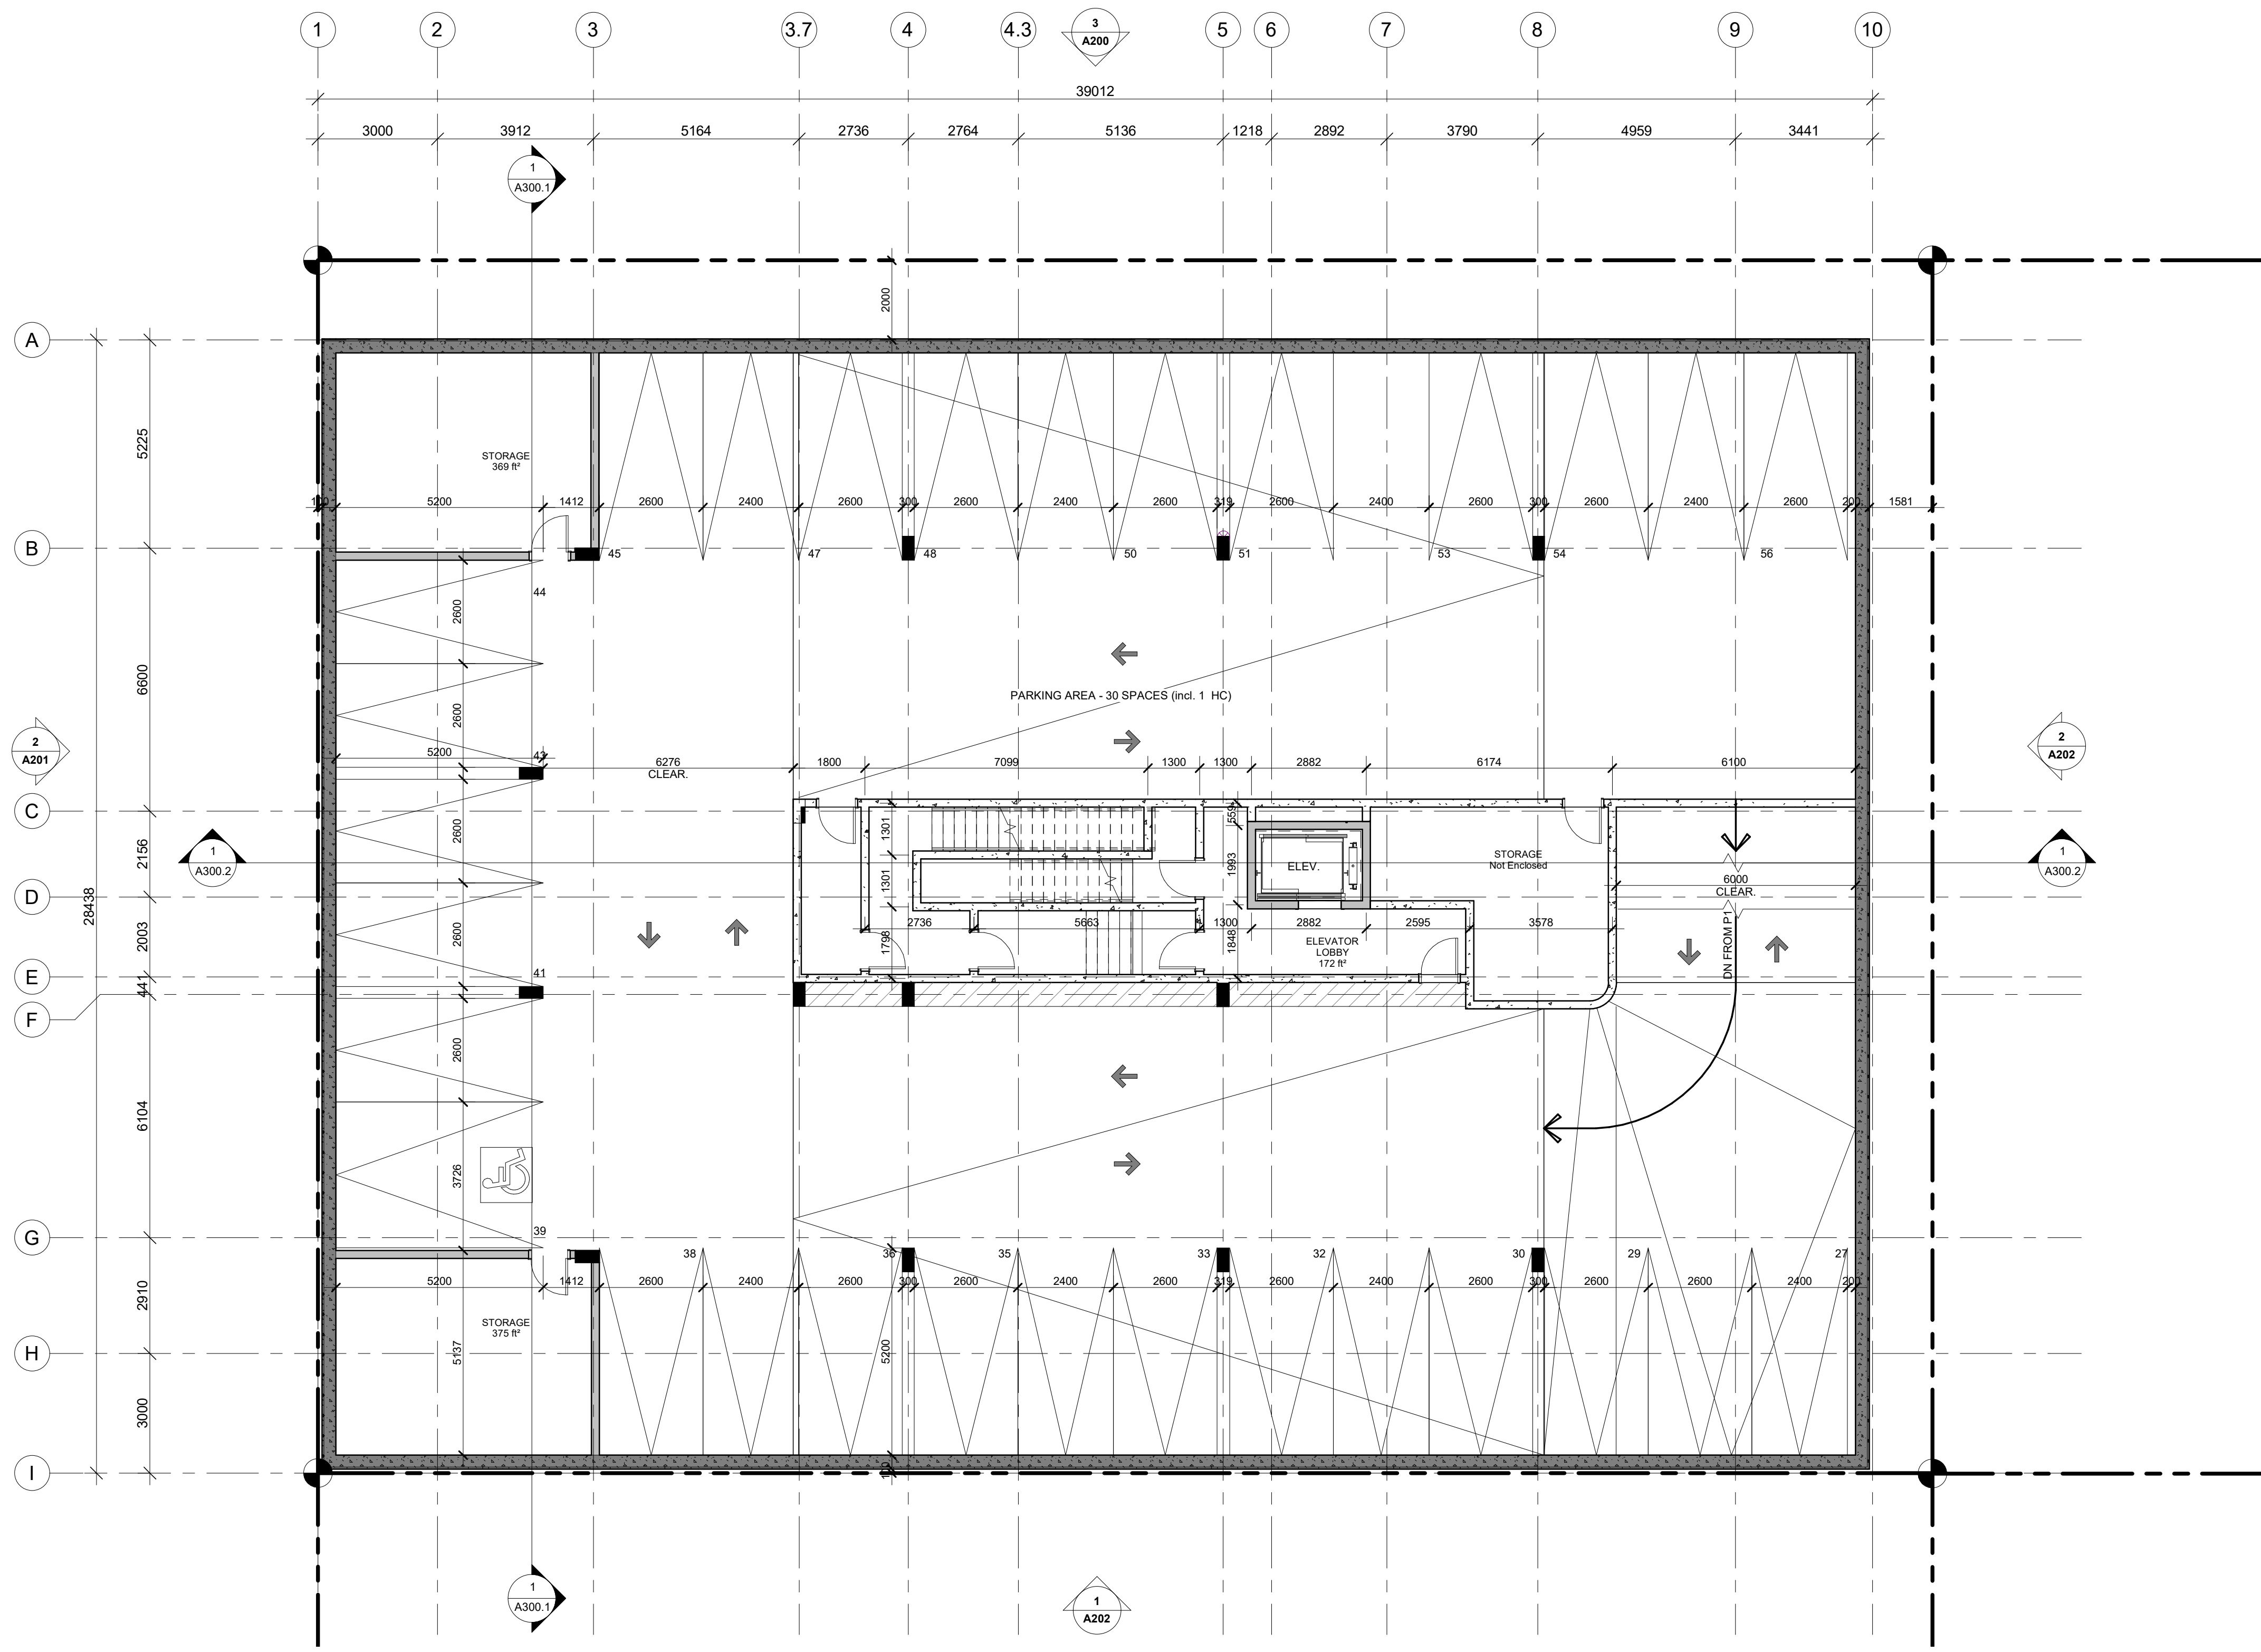 1 2 3 3.7 4 4.3 5 6 7 8 9 10
3
A200
39012
3000 3912 5164 2736 2764 5136 1218 2892 3790 4959 3441
1
A300.1
2000
A
5225
STORAGE
369 ft²
5200 1412 2600 2400 2600 300 2600 2400 2600 319 2600 2400 2600 300 2600 2400 2600 200 1581
B
45 47 48 50 51 53 54 56
44
2600
6600
PARKING AREA - 30 SPACES (incl. 1 HC)
2600
2
A201
2
A202
43
5200
6276
CLEAR.
1800 7099 1300 1300 2882 6174 6100
C
559
1301
2600
2156
1
A300.2
STORAGE
Not Enclosed
ELEV.
1993
1
A300.2
1301
6000
CLEAR.
D
28438
2736 5663 1300 2882 2595 3578
2600
2003
1798
1848
ELEVATOR
LOBBY
172 ft²
DN FROM P1
E
41
441
F
2600
6104
3726
39
G
38 36 35 33 32 30 29 27
5200 1412 2600 2400 2600 300 2600 2400 2600 319 2600 2400 2600 300 2600 2600 2400 200
2910
STORAGE
375 ft²
5137
5200
H
3000
I
1
A300.1
1
A202